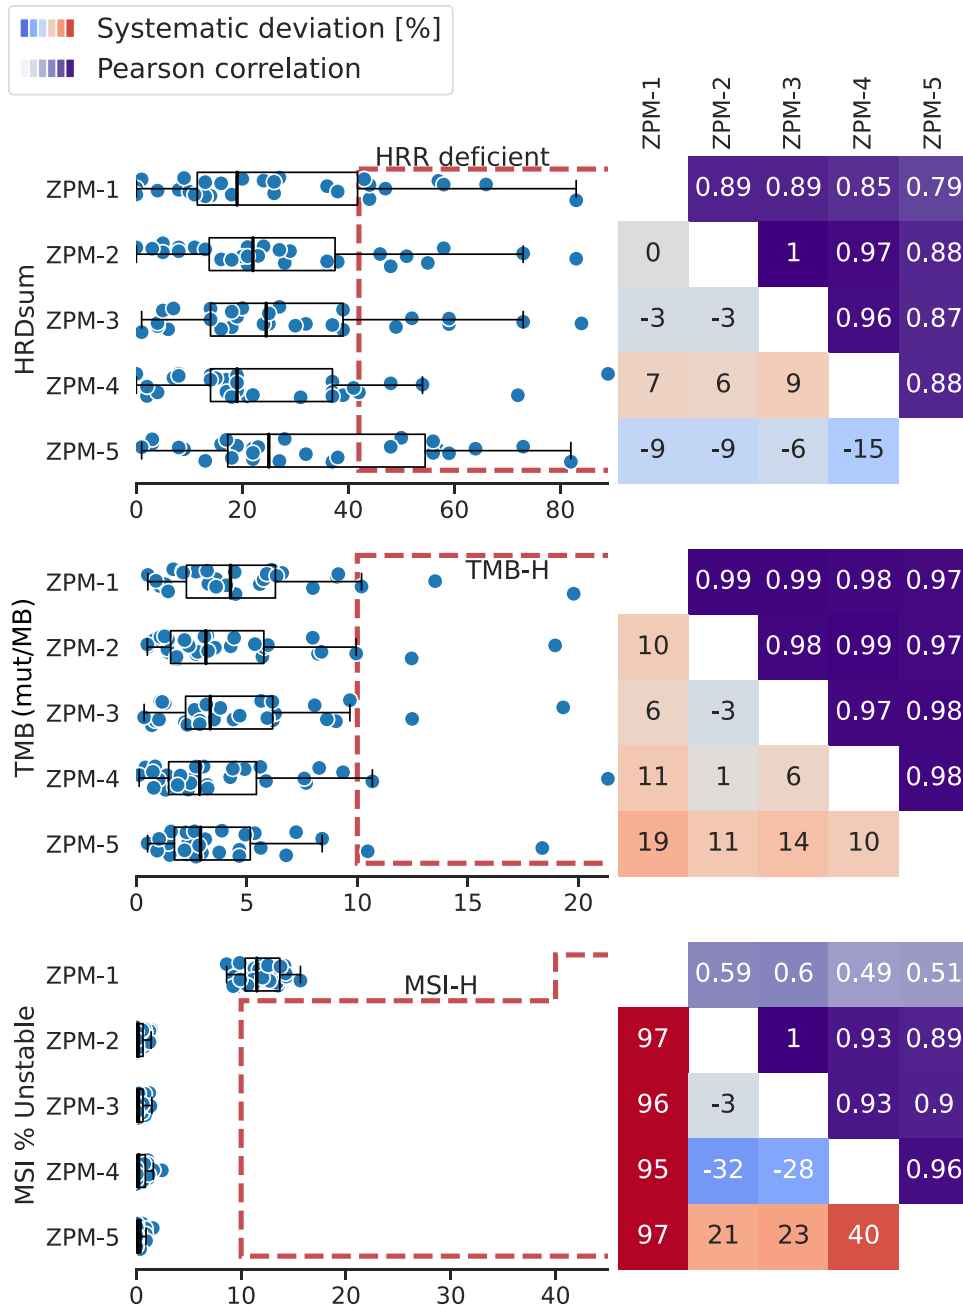 Systematic deviation [%]
Pearson correlation
ZPM-1 ZPM-2 ZPM-3 ZPM-4 ZPM-5
HRDsum
HRR deficient
ZPM-1 0.89 0.89 0.85 0.79
ZPM-2 0 1 0.97 0.88
ZPM-3 -3 -3 0.96 0.87
ZPM-4 7 6 9 0.88
ZPM-5 -9 -9 -6 -15
0 20 40 60 80
TMB (mut/MB)
TMB-H
ZPM-1 0.99 0.99 0.98 0.97
ZPM-2 10 0.98 0.99 0.97
ZPM-3 6 -3 0.97 0.98
ZPM-4 11 1 6 0.98
ZPM-5 19 11 14 10
0 5 10 15 20
MSI % Unstable
ZPM-1 0.59 0.6 0.49 0.51
MSI-H
ZPM-2 97 1 0.93 0.89
ZPM-3 96 -3 0.93 0.9
ZPM-4 95 -32 -28 0.96
ZPM-5 97 21 23 40
0 10 20 30 40